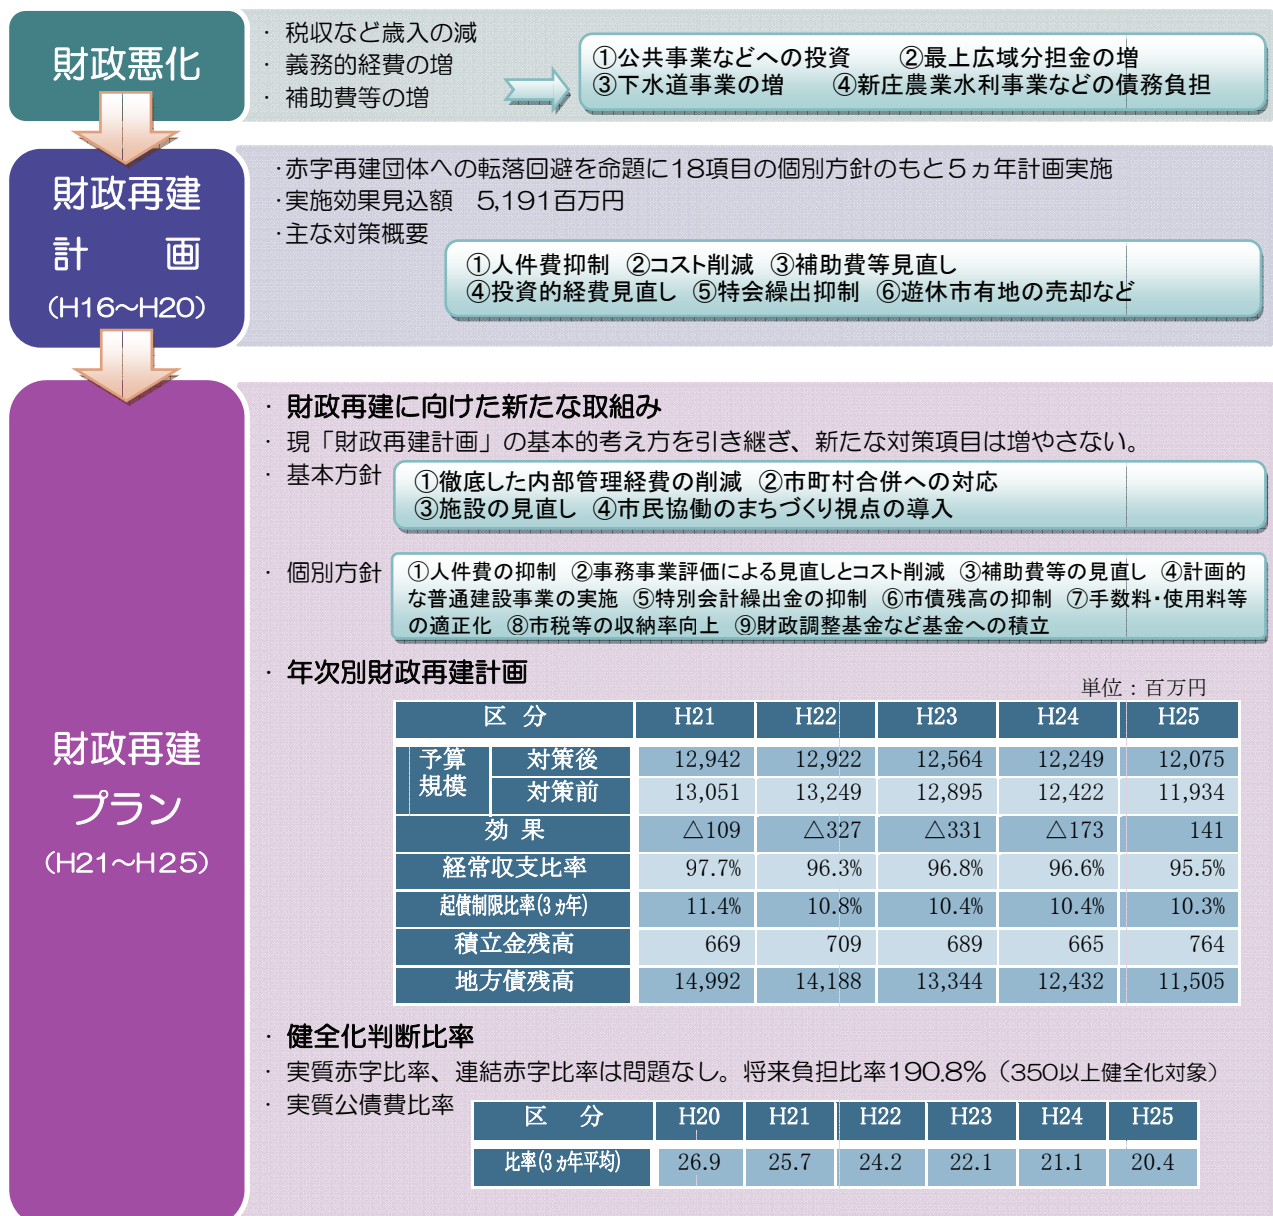 財政悪化
・ 税収など歳入の減
・ 義務的経費の増
・ 補助費等の増
①公共事業などへの投資　②最上広域分担金の増
③下水道事業の増　④新庄農業水利事業などの債務負担
財政再建
計　画
（H16～H20）
・赤字再建団体への転落回避を命題に18項目の個別方針のもと５ヵ年計画実施
・実施効果見込額　5,191百万円
・主な対策概要
①人件費抑制 ②コスト削減 ③補助費等見直し
④投資的経費見直し ⑤特会繰出抑制 ⑥遊休市有地の売却など
財政再建
プラン
（H21～H25）
・ 財政再建に向けた新たな取組み
・ 現「財政再建計画」の基本的考え方を引き継ぎ、新たな対策項目は増やさない。
・ 基本方針
①徹底した内部管理経費の削減 ②市町村合併への対応
③施設の見直し ④市民協働のまちづくり視点の導入
・ 個別方針
①人件費の抑制 ②事務事業評価による見直しとコスト削減 ③補助費等の見直し ④計画的
な普通建設事業の実施 ⑤特別会計繰出金の抑制 ⑥市債残高の抑制 ⑦手数料・使用料等
の適正化 ⑧市税等の収納率向上 ⑨財政調整基金など基金への積立
・ 年次別財政再建計画
単位：百万円
区 分 H21 H22 H23 H24 H25
予算規模 対策後 12,942 12,922 12,564 12,249 12,075
対策前 13,051 13,249 12,895 12,422 11,934
効 果 △109 △327 △331 △173 141
経常収支比率 97.7% 96.3% 96.8% 96.6% 95.5%
起債制限比率(3ヵ年) 11.4% 10.8% 10.4% 10.4% 10.3%
積立金残高 669 709 689 665 764
地方債残高 14,992 14,188 13,344 12,432 11,505
・ 健全化判断比率
・ 実質赤字比率、連結赤字比率は問題なし。将来負担比率190.8%（350以上健全化対象）
・ 実質公債費比率
区 分 H20 H21 H22 H23 H24 H25
比率(3ヵ年平均) 26.9 25.7 24.2 22.1 21.1 20.4